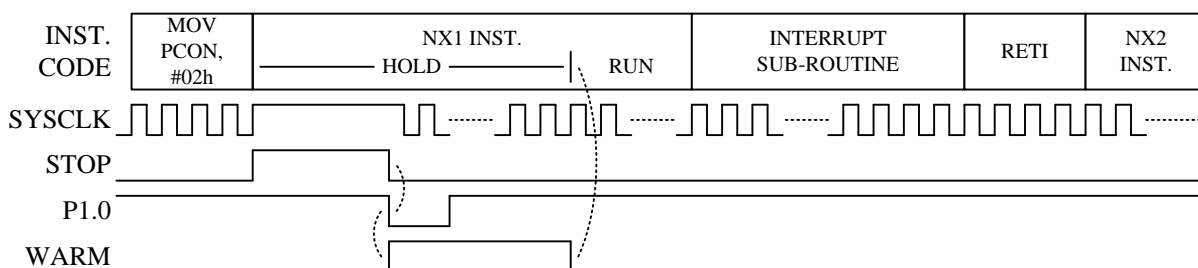 INST.
CODE
MOV
PCON,
#02h
NX1 INST.
HOLD
RUN
INTERRUPT
SUB-ROUTINE
RETI
NX2
INST.
SYSCLK
STOP
P1.0
WARM